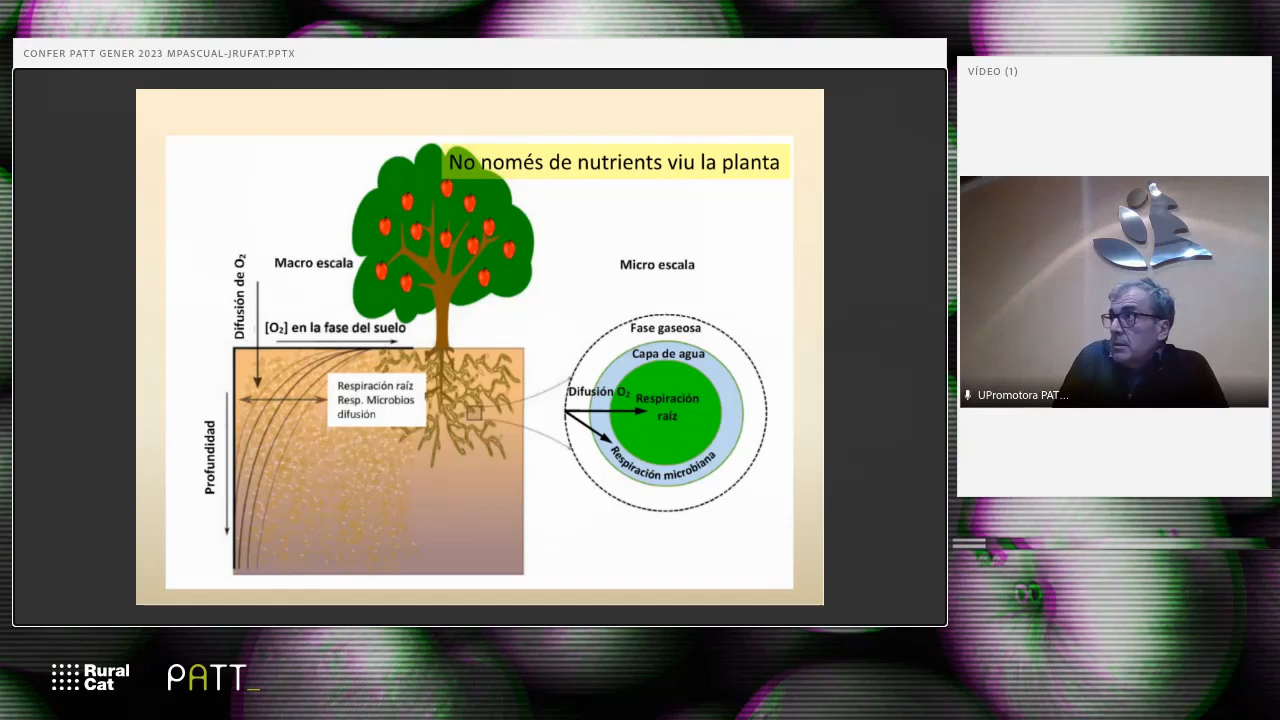 CONFER PATT GENER 2023 MPASCUAL-JRUFAT.PPTX
VÍDEO (1)
No només de nutrients viu la planta
Difusión de O₂
Macro escala
Micro escala
[O₂] en la fase del suelo
Fase gaseosa
Capa de agua
Respiración raíz
Resp. Microbios
difusión
Difusión O₂
Respiración
raíz
Respiración microbiana
Profundidad
UPromotora PAT...
Rural
Cat
PATT_